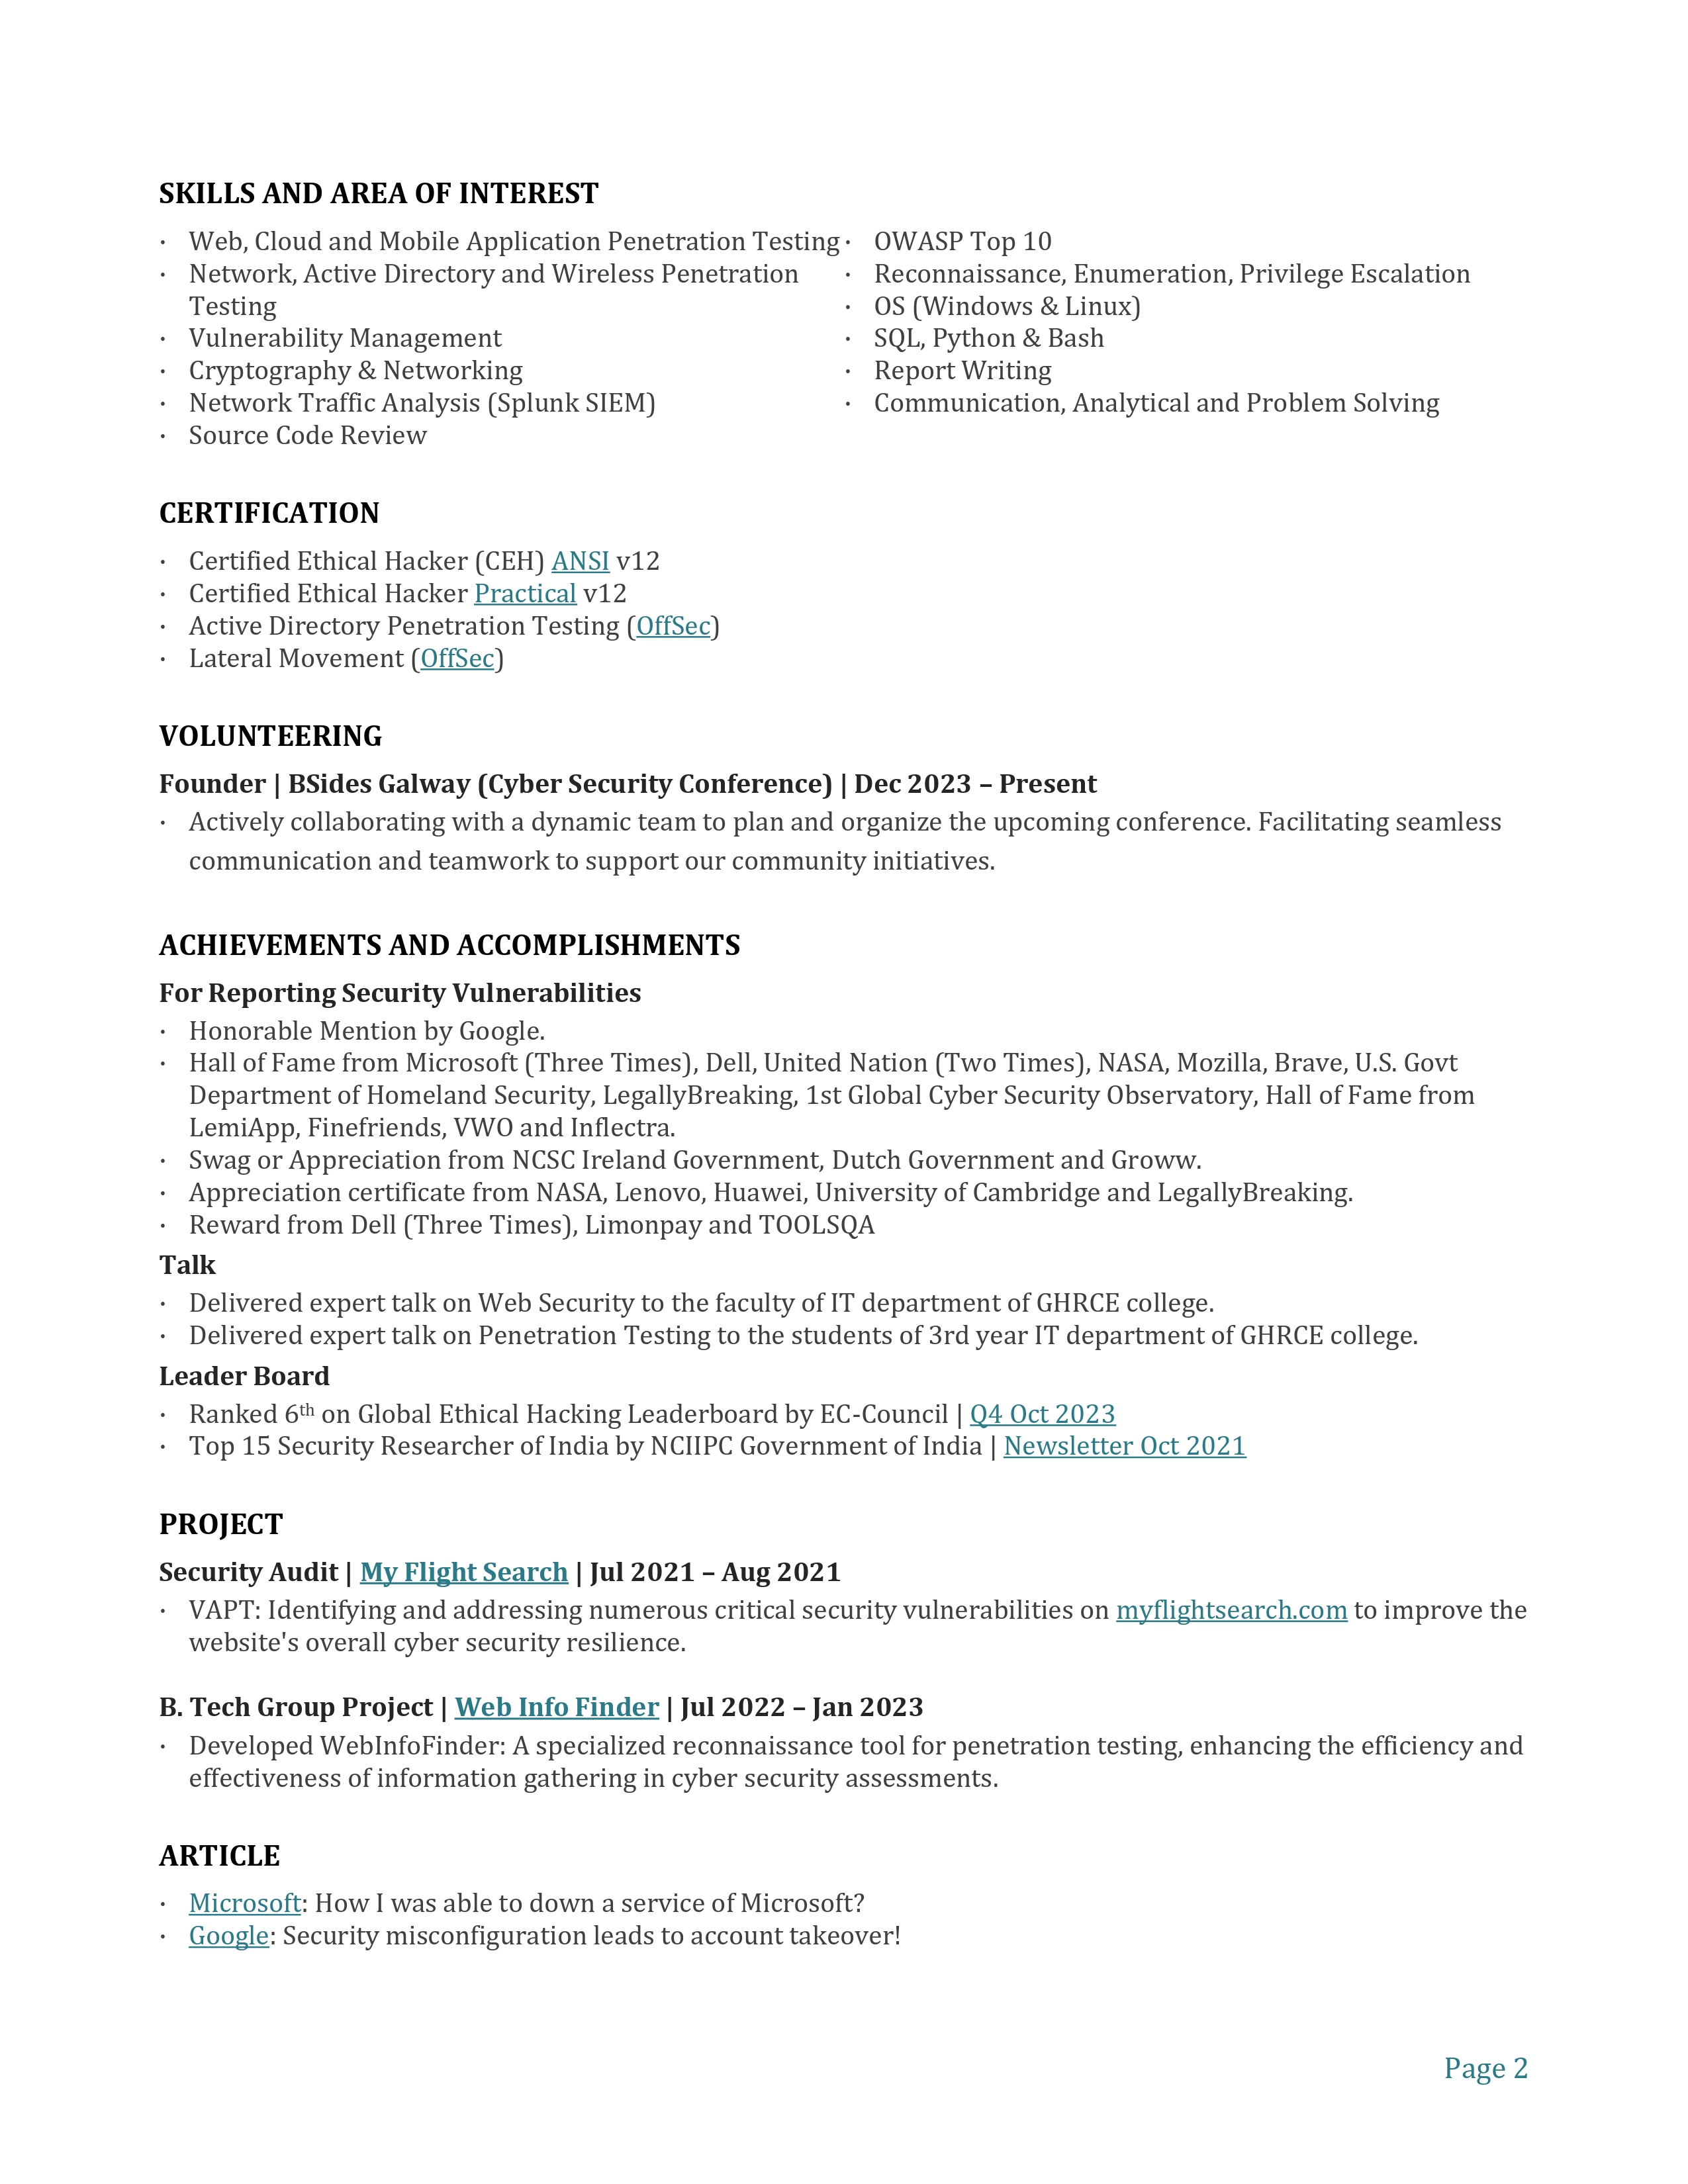 SKILLS AND AREA OF INTEREST
· Web, Cloud and Mobile Application Penetration Testing
· Network, Active Directory and Wireless Penetration
Testing
· Vulnerability Management
· Cryptography & Networking
· Network Traffic Analysis (Splunk SIEM)
· Source Code Review
· OWASP Top 10
· Reconnaissance, Enumeration, Privilege Escalation
· OS (Windows & Linux)
· SQL, Python & Bash
· Report Writing
· Communication, Analytical and Problem Solving
CERTIFICATION
· Certified Ethical Hacker (CEH) ANSI v12
· Certified Ethical Hacker Practical v12
· Active Directory Penetration Testing (OffSec)
· Lateral Movement (OffSec)
VOLUNTEERING
Founder | BSides Galway (Cyber Security Conference) | Dec 2023 – Present
· Actively collaborating with a dynamic team to plan and organize the upcoming conference. Facilitating seamless
communication and teamwork to support our community initiatives.
ACHIEVEMENTS AND ACCOMPLISHMENTS
For Reporting Security Vulnerabilities
· Honorable Mention by Google.
· Hall of Fame from Microsoft (Three Times), Dell, United Nation (Two Times), NASA, Mozilla, Brave, U.S. Govt
Department of Homeland Security, LegallyBreaking, 1st Global Cyber Security Observatory, Hall of Fame from
LemiApp, Finefriends, VWO and Inflectra.
· Swag or Appreciation from NCSC Ireland Government, Dutch Government and Groww.
· Appreciation certificate from NASA, Lenovo, Huawei, University of Cambridge and LegallyBreaking.
· Reward from Dell (Three Times), Limonpay and TOOLSQA
Talk
· Delivered expert talk on Web Security to the faculty of IT department of GHRCE college.
· Delivered expert talk on Penetration Testing to the students of 3rd year IT department of GHRCE college.
Leader Board
· Ranked 6th on Global Ethical Hacking Leaderboard by EC-Council | Q4 Oct 2023
· Top 15 Security Researcher of India by NCIIPC Government of India | Newsletter Oct 2021
PROJECT
Security Audit | My Flight Search | Jul 2021 – Aug 2021
· VAPT: Identifying and addressing numerous critical security vulnerabilities on myflightsearch.com to improve the
website's overall cyber security resilience.
B. Tech Group Project | Web Info Finder | Jul 2022 – Jan 2023
· Developed WebInfoFinder: A specialized reconnaissance tool for penetration testing, enhancing the efficiency and
effectiveness of information gathering in cyber security assessments.
ARTICLE
· Microsoft: How I was able to down a service of Microsoft?
· Google: Security misconfiguration leads to account takeover!
Page 2